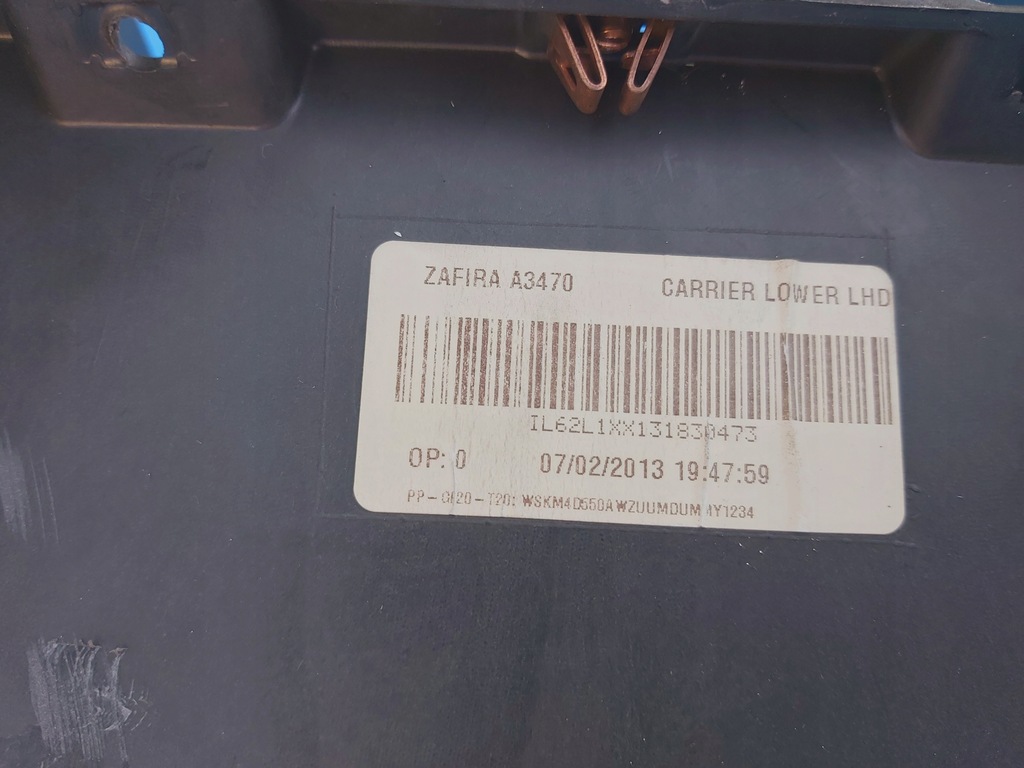 ZAFIRA A3470 CARRIER LOWER LHD
IL62L1XX131830473
OP: 0 07/02/2013 19:47:59